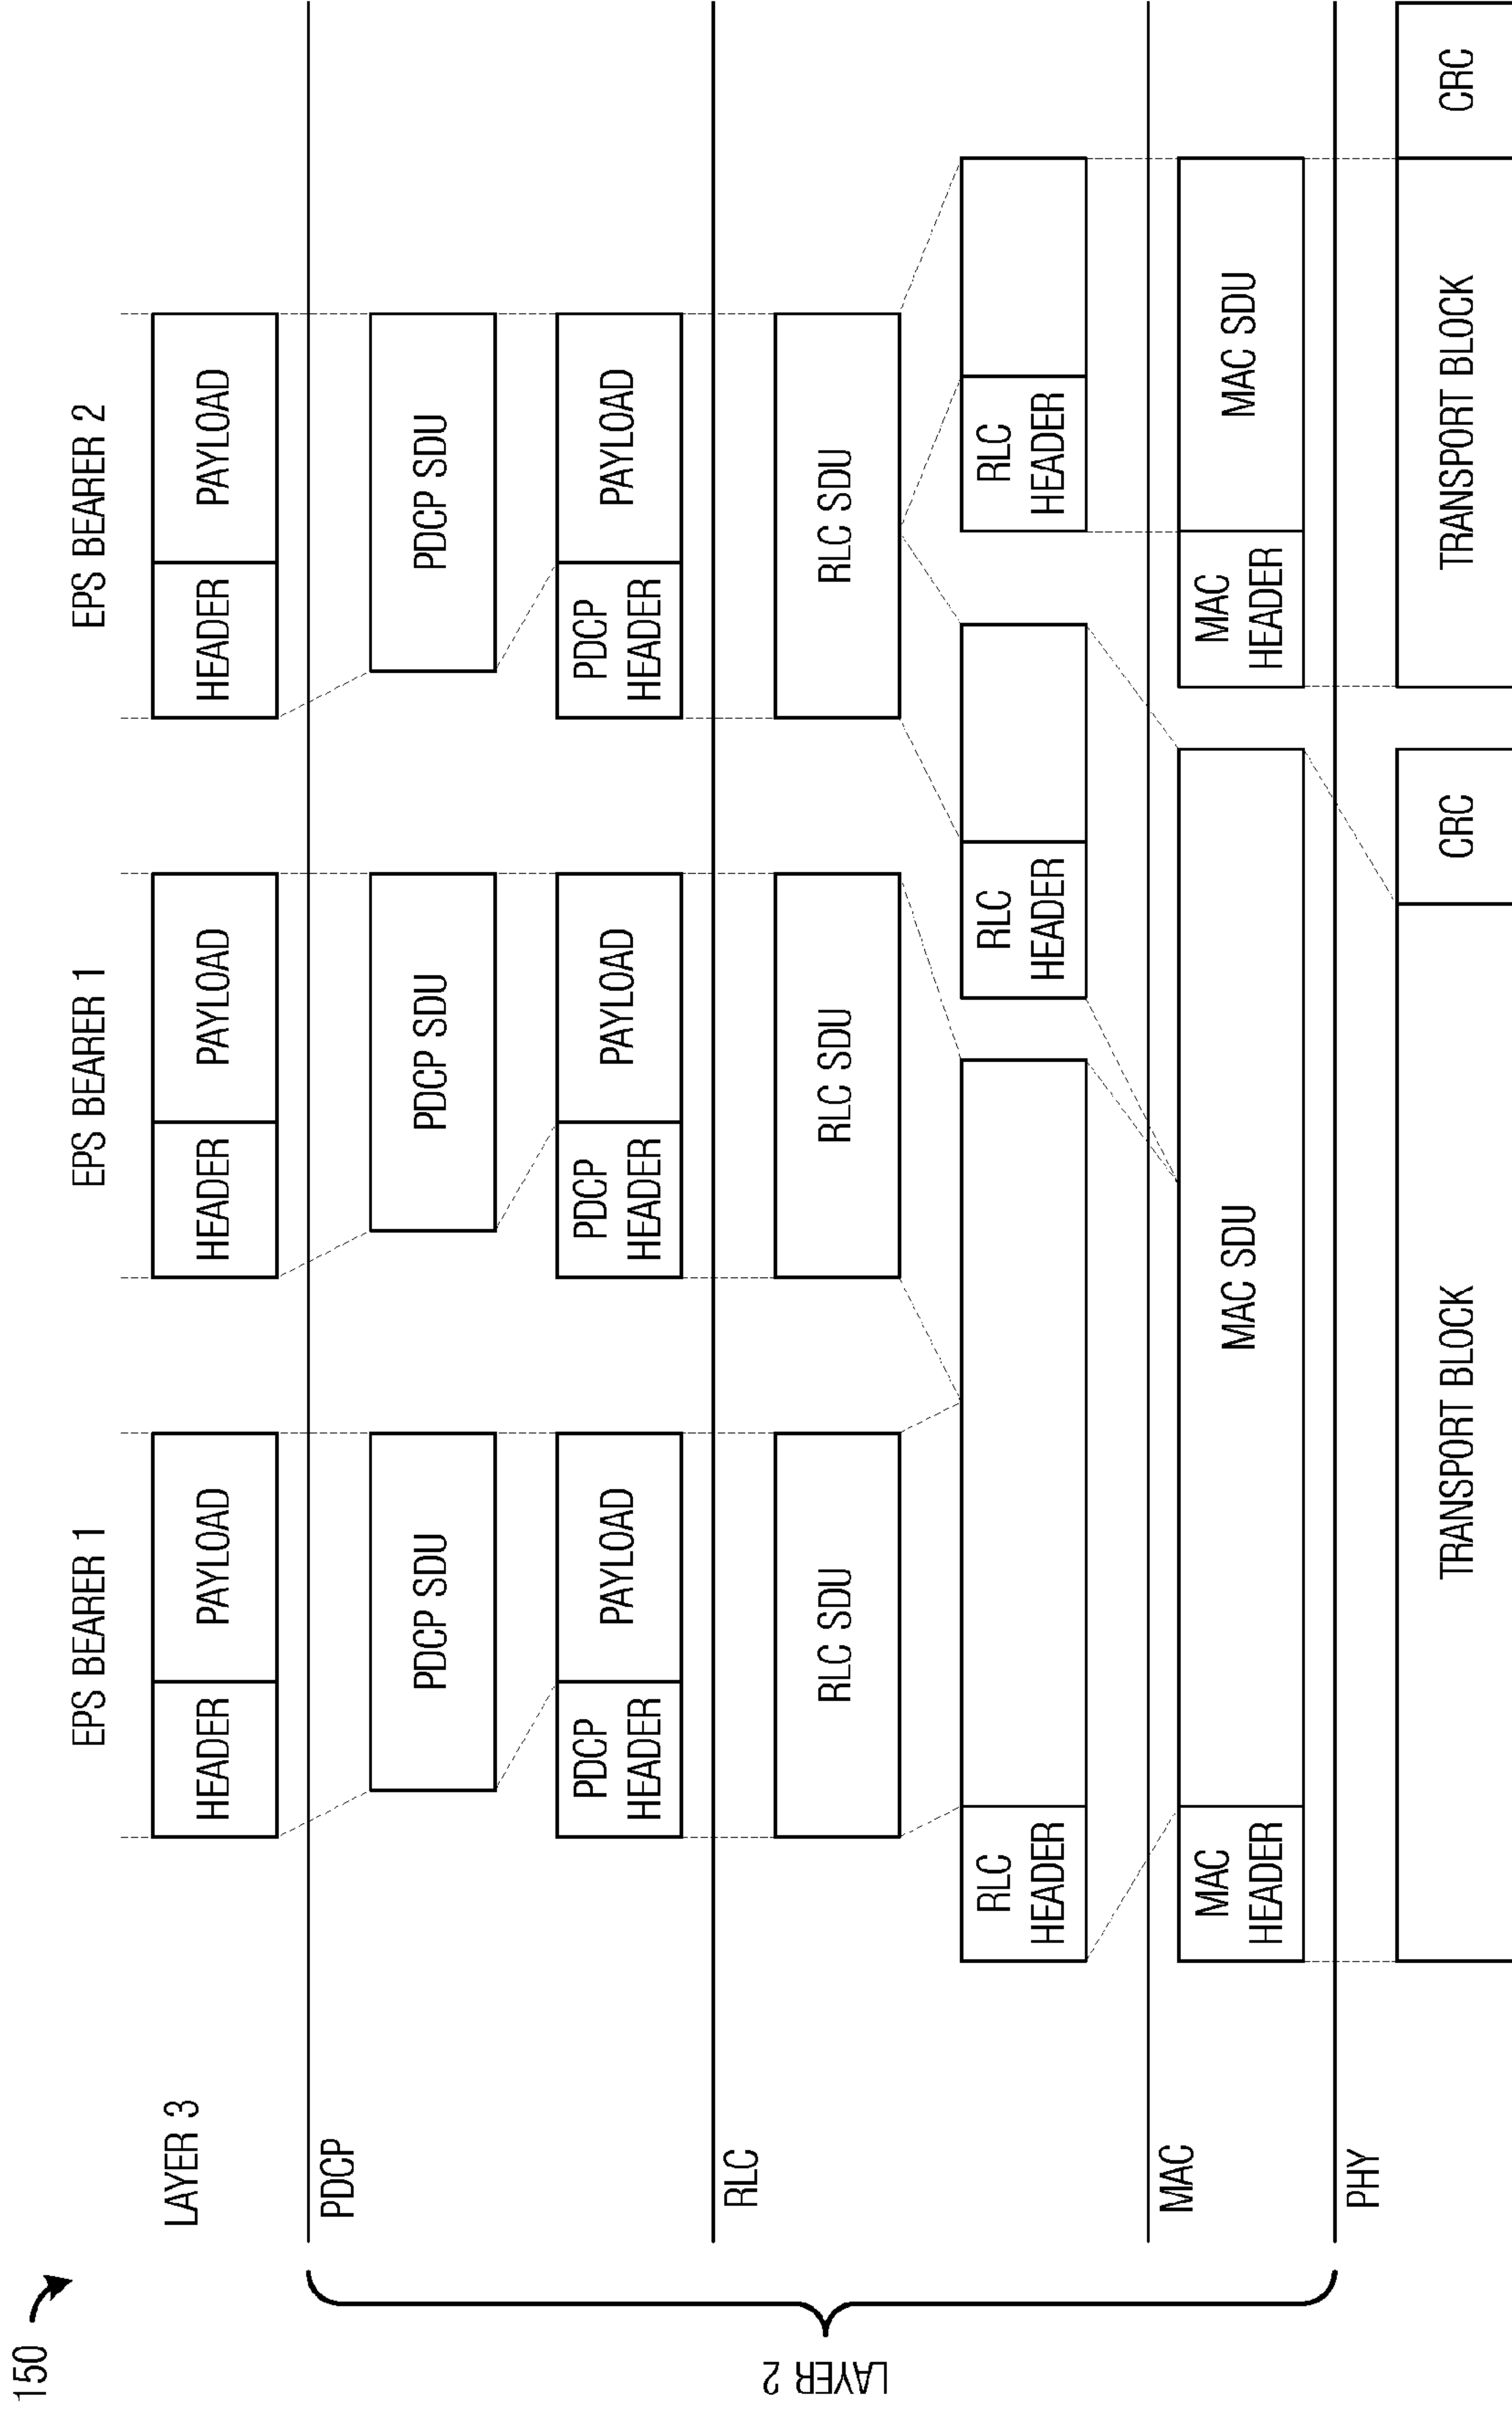 150
EPS BEARER 1
EPS BEARER 1
EPS BEARER 2
LAYER 3
HEADER
PAYLOAD
HEADER
PAYLOAD
HEADER
PAYLOAD
LAYER 2
PDCP
PDCP SDU
PDCP SDU
PDCP SDU
PDCP
HEADER
PAYLOAD
PDCP
HEADER
PAYLOAD
PDCP
HEADER
PAYLOAD
RLC
RLC SDU
RLC SDU
RLC SDU
RLC
HEADER
RLC
HEADER
RLC
HEADER
MAC
MAC
HEADER
MAC SDU
MAC
HEADER
MAC SDU
PHY
TRANSPORT BLOCK
CRC
TRANSPORT BLOCK
CRC